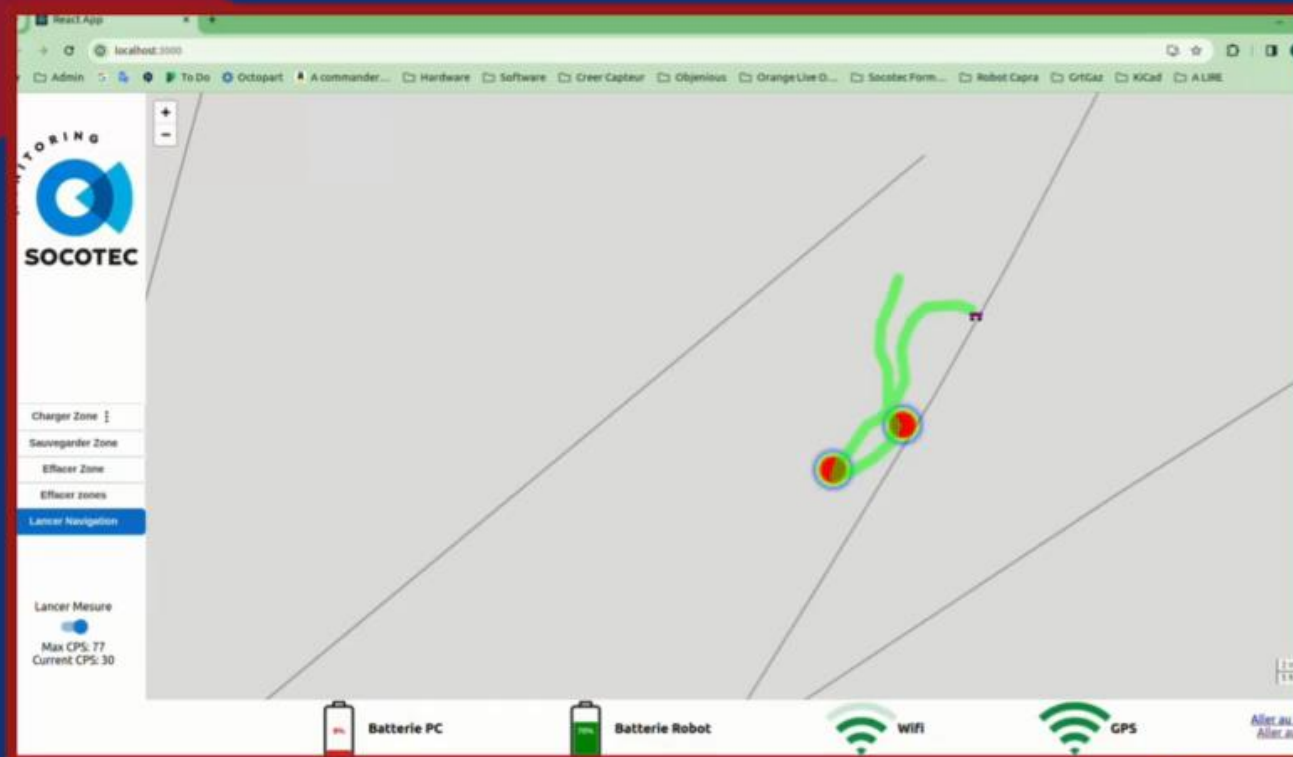 React App
localhost:3000
Admin
To Do
Octopart
A commander...
Hardware
Software
Creer Capteur
Objenious
Orange Live O...
Socotec Form...
Robot Capra
GrtGaz
KiCad
A LIRE
+
−
SOCOTEC
Charger Zone
Sauvegarder Zone
Effacer Zone
Effacer zones
Lancer Navigation
Lancer Mesure
Max CPS: 77
Current CPS: 30
Batterie PC
Batterie Robot
Wifi
GPS
Aller au